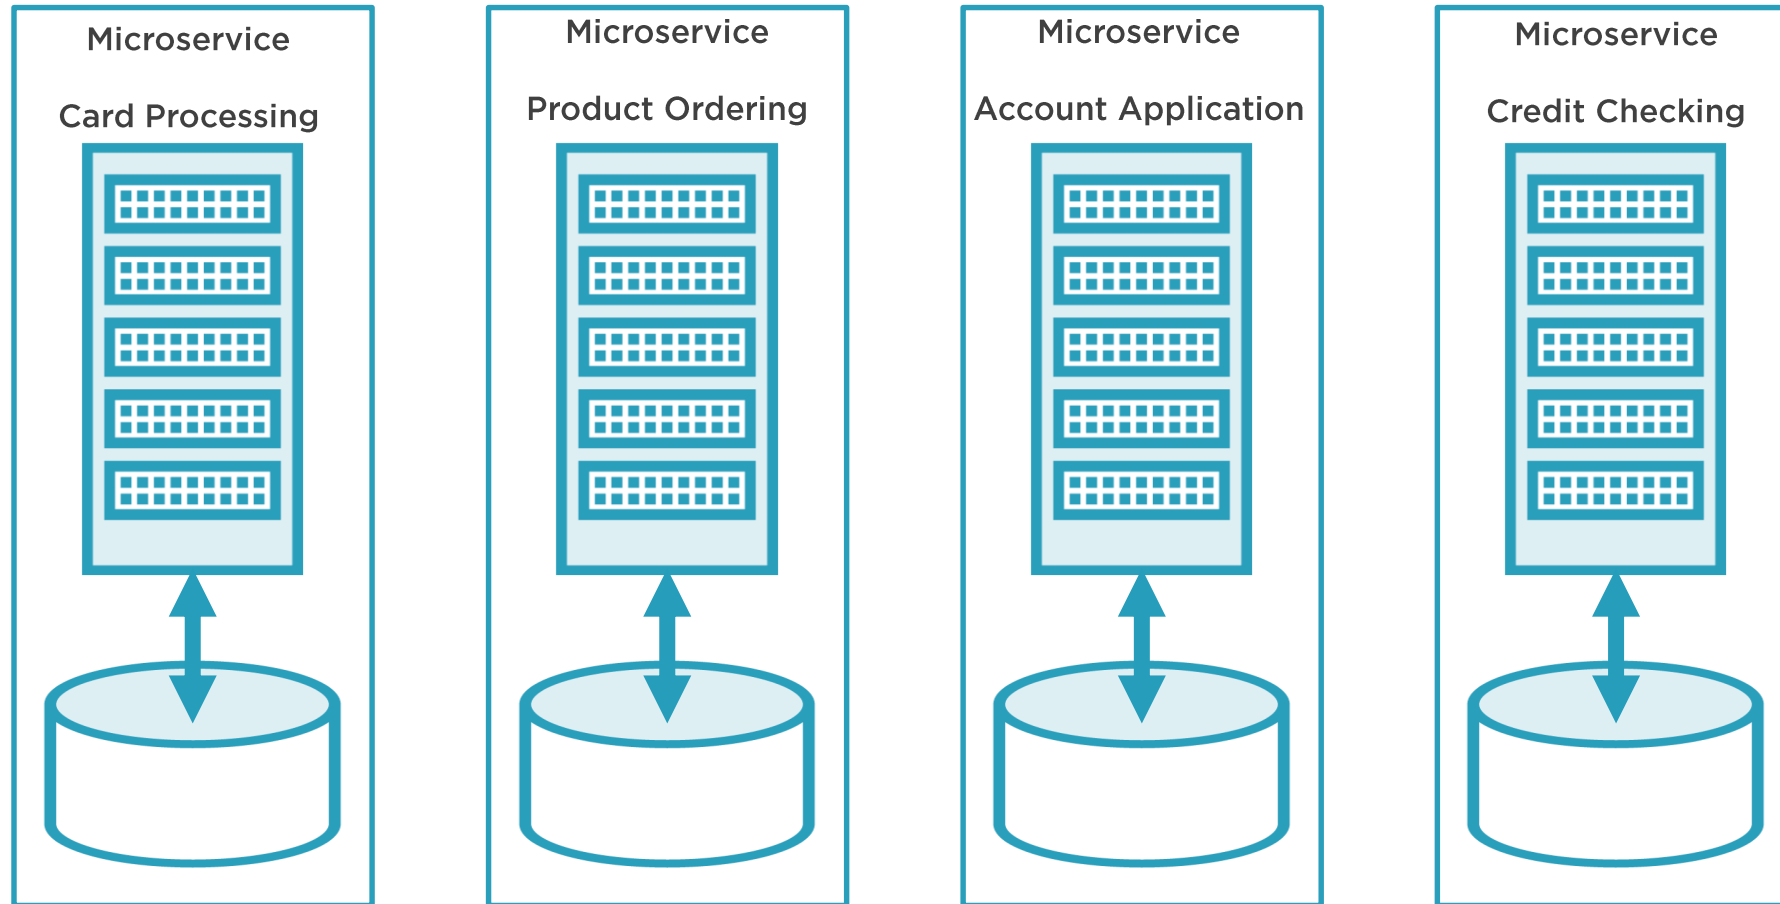 Microservice
Card Processing
Microservice
Product Ordering
Microservice
Account Application
Microservice
Credit Checking